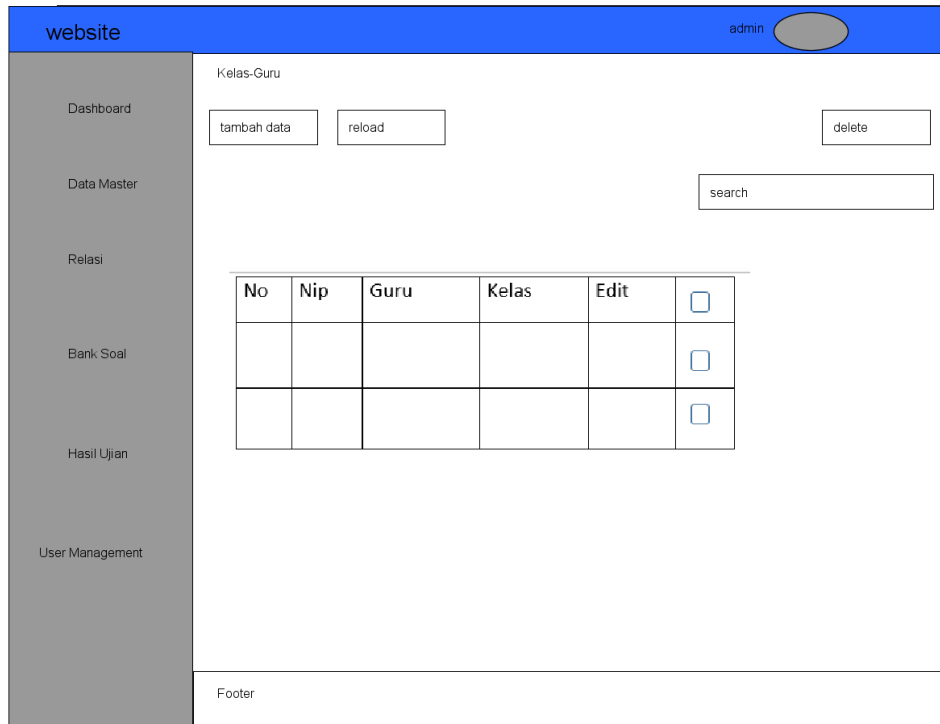 website
admin
Kelas-Guru
Dashboard
tambah data
reload
delete
Data Master
search
Relasi
No Nip Guru Kelas Edit
Bank Soal
Hasil Ujian
User Management
Footer